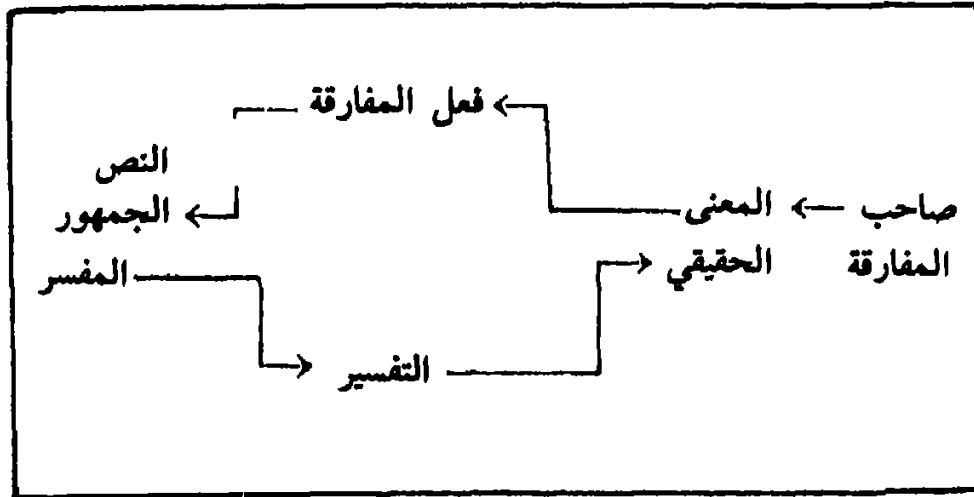 فعل المفارقة
النص
صاحب المعنى الجمهور
المفارقة الحقيقي المفسر
التفسير